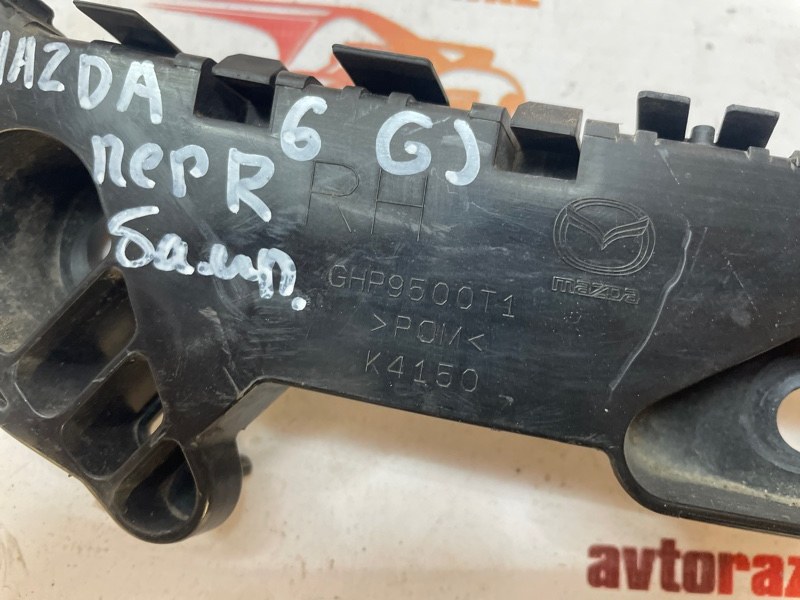 MAZDA
6 GJ
пер R
бамп.
RH
GHP9500T1
>POM<
K4150
mazda
avtoraz